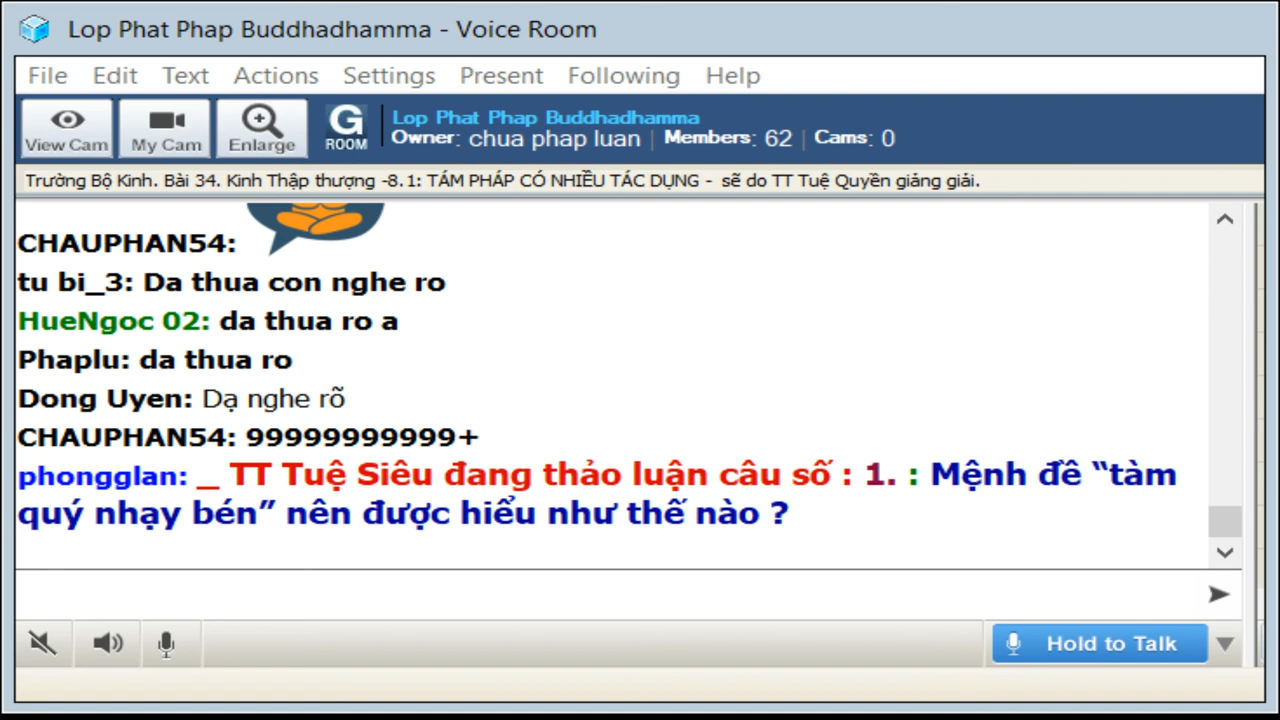 Lop Phat Phap Buddhadhamma - Voice Room
File Edit Text Actions Settings Present Following Help
View Cam My Cam Enlarge G ROOM Lop Phat Phap Buddhadhamma
Owner: chua phap luan | Members: 62 | Cams: 0
Trường Bộ Kinh. Bài 34. Kinh Thập thượng -8.1: TÁM PHÁP CÓ NHIỀU TÁC DỤNG - sẽ do TT Tuệ Quyền giảng giải.
CHAUPHAN54:
tu bi_3: Da thua con nghe ro
HueNgoc 02: da thua ro a
Phaplu: da thua ro
Dong Uyen: Dạ nghe rõ
CHAUPHAN54: 99999999999+
phongglan: _ TT Tuệ Siêu đang thảo luận câu số : 1. : Mệnh đề “tàm
quý nhạy bén” nên được hiểu như thế nào ?
Hold to Talk